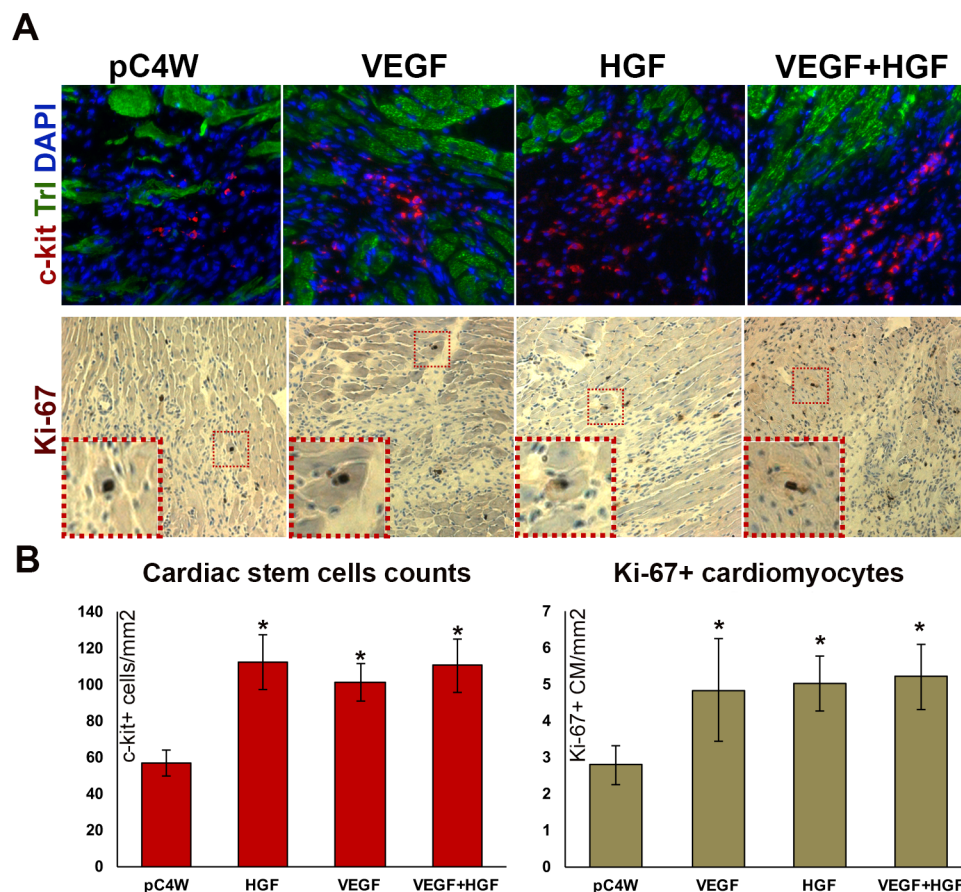 A
pC4W VEGF HGF VEGF+HGF
c-kit TrI DAPI
Ki-67
B
Cardiac stem cells counts
c-kit+ cells/mm2
140
120
100
80
60
40
20
0
* * *
pC4W HGF VEGF VEGF+HGF
Ki-67+ cardiomyocytes
Ki-67+ CM/mm2
7
6
5
4
3
2
1
0
* * *
pC4W VEGF HGF VEGF+HGF